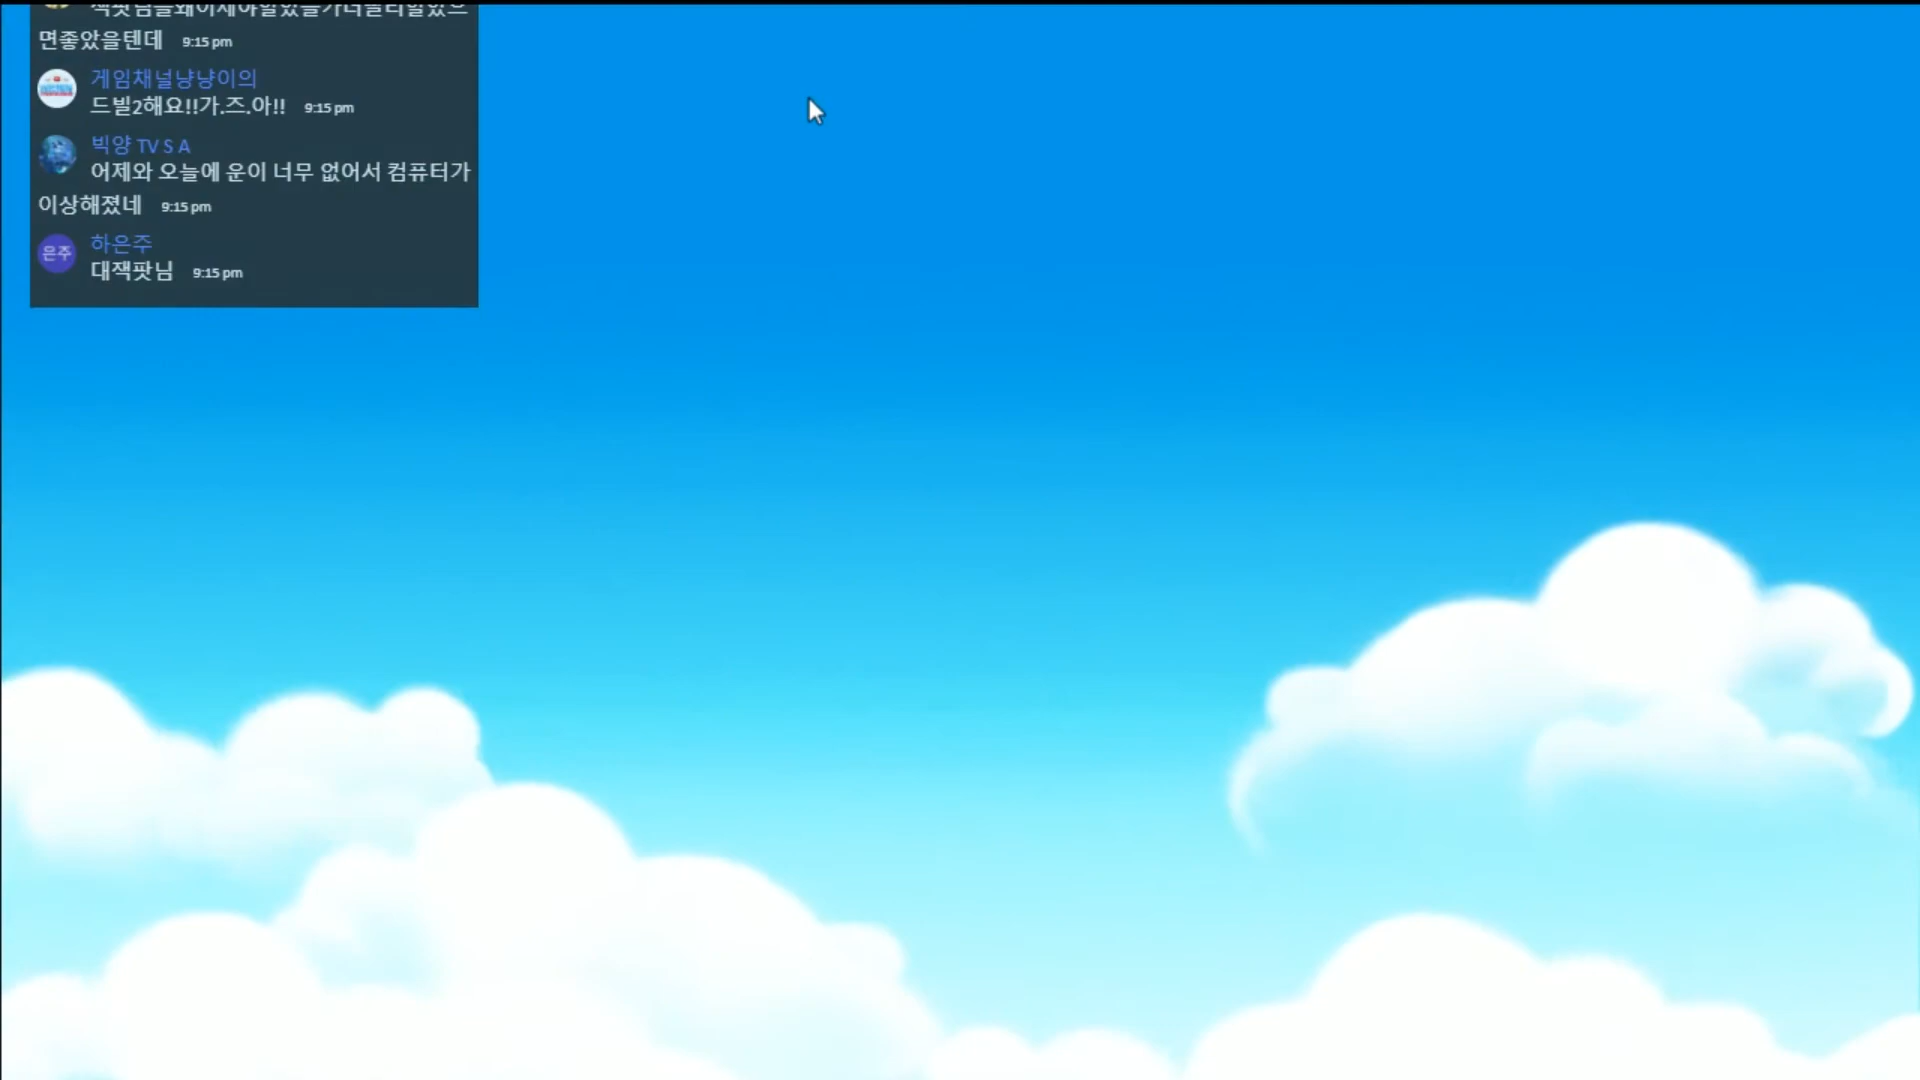 면좋았을텐데 9:15 pm
게임채널냥냥이의
드빌2해요!!가.즈.아!! 9:15 pm
빅양 TV S A
어제와 오늘에 운이 너무 없어서 컴퓨터가
이상해졌네 9:15 pm
은주 하은주
대잭팟님 9:15 pm